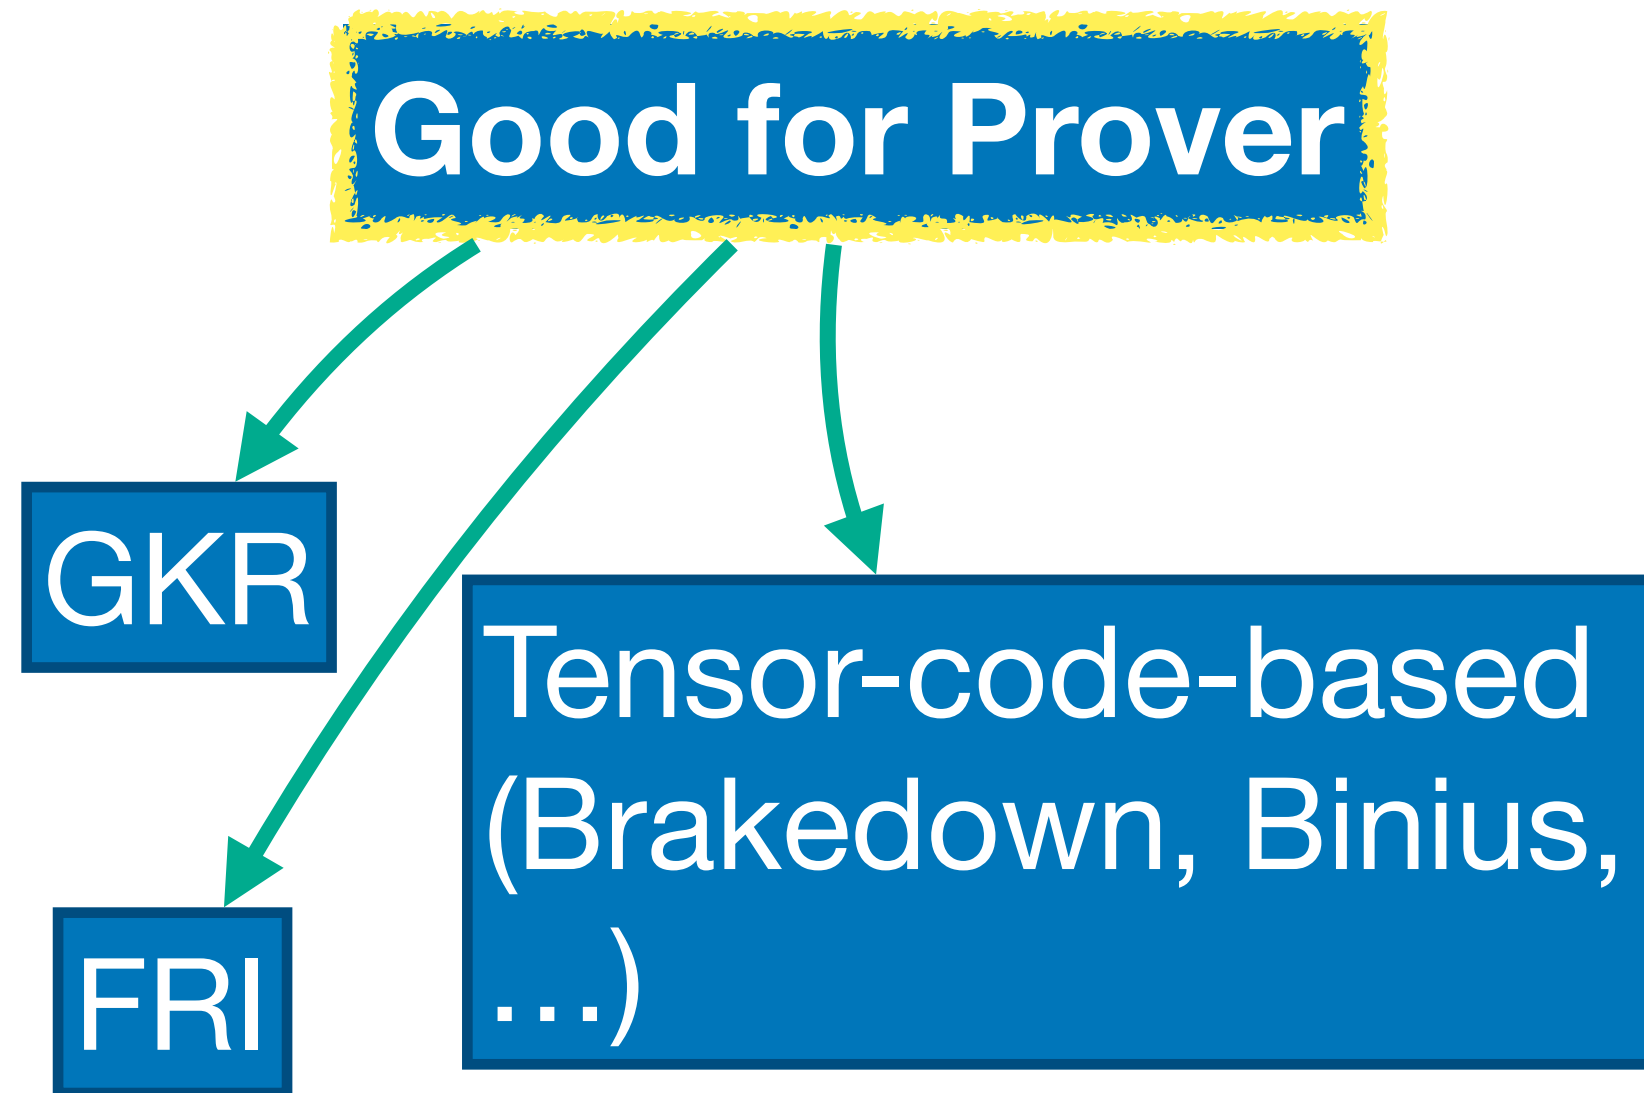 Good for Prover
GKR
Tensor-code-based
(Brakedown, Binius,
…)
FRI